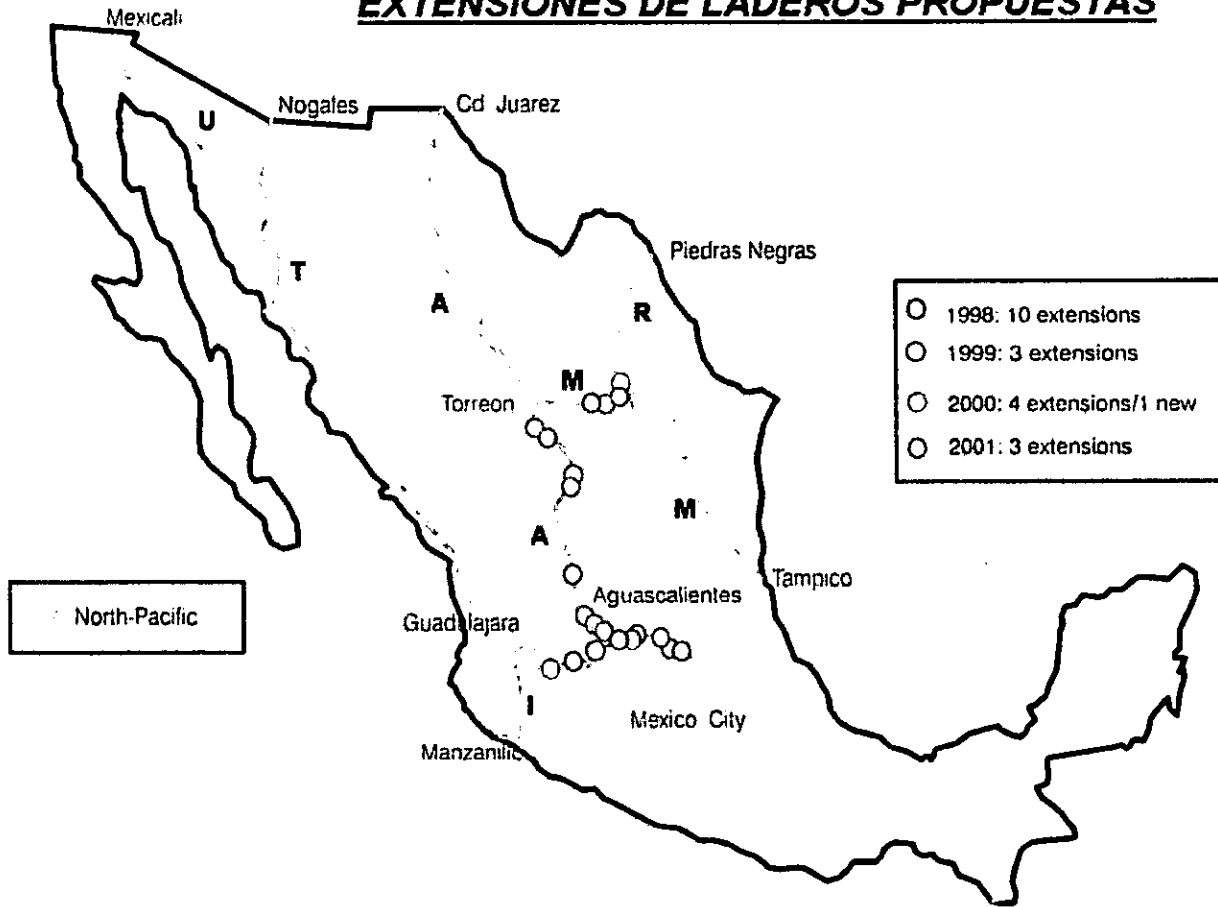 EXTENSIONES DE LADEROS PROPUESTAS
Mexicali
Nogales
Cd Juarez
U
Piedras Negras
T
A
R
1998: 10 extensions
1999: 3 extensions
2000: 4 extensions/1 new
2001: 3 extensions
M
Torreon
M
A
Tampico
Aguascalientes
North-Pacific
Guadalajara
I
Mexico City
Manzanillo